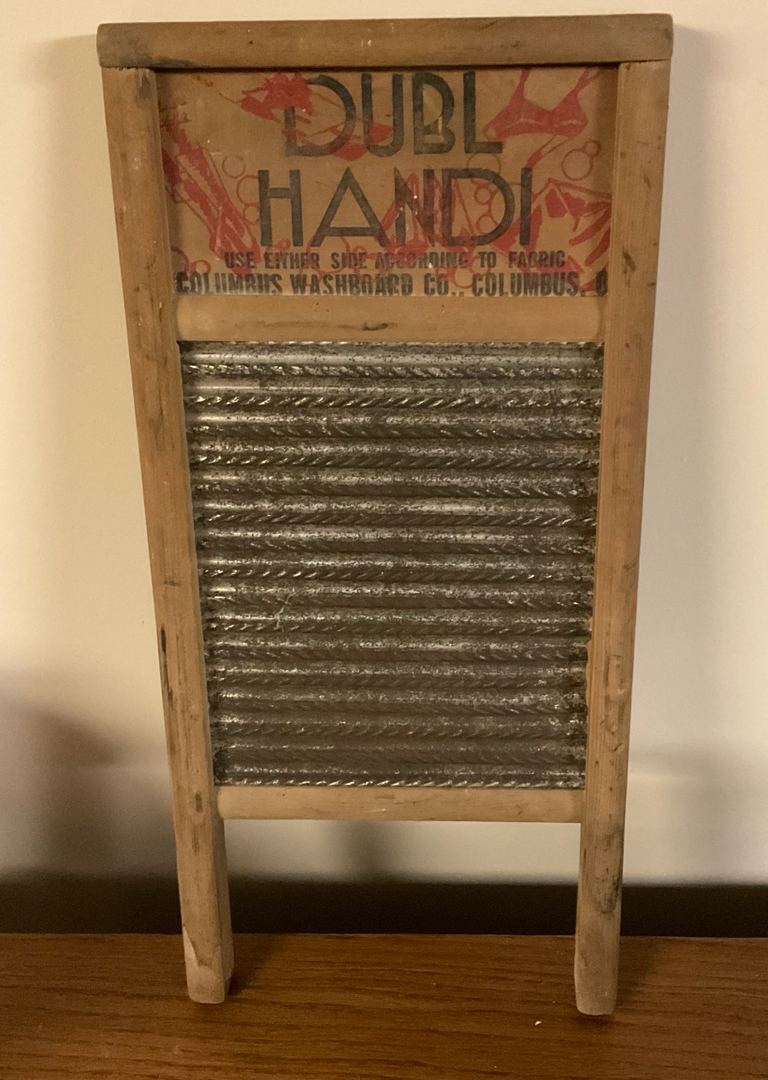 DUBL
HANDI
USE EITHER SIDE ACCORDING TO FABRIC
COLUMBUS WASHBOARD CO., COLUMBUS, O